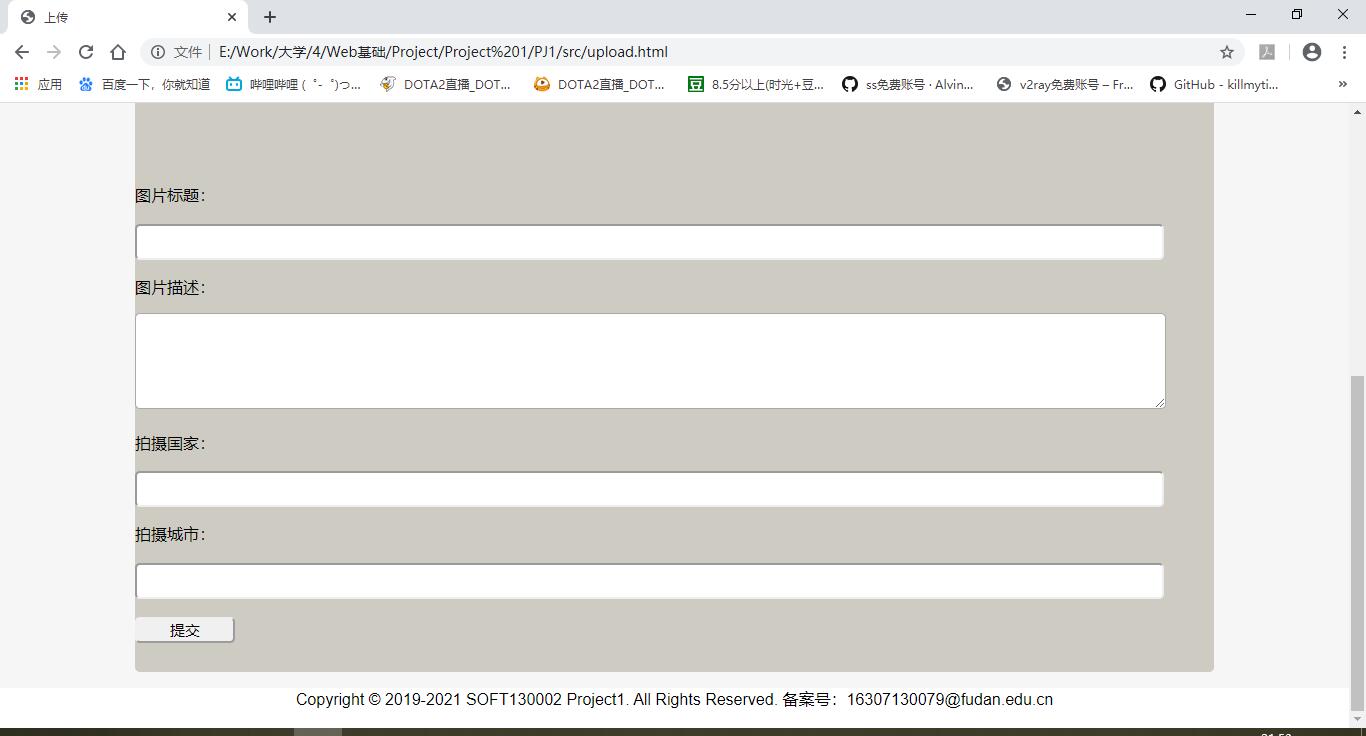 上传
文件 E:/Work/大学/4/Web基础/Project/Project%201/PJ1/src/upload.html
应用 百度一下，你就知道 哔哩哔哩 ( ゜- ゜)つ... DOTA2直播_DOT... DOTA2直播_DOT... 8.5分以上(时光+豆... ss免费账号 · Alvin... v2ray免费账号 – Fr... GitHub - killmyti... »
图片标题：
图片描述：
拍摄国家：
拍摄城市：
提交
Copyright © 2019-2021 SOFT130002 Project1. All Rights Reserved. 备案号：16307130079@fudan.edu.cn